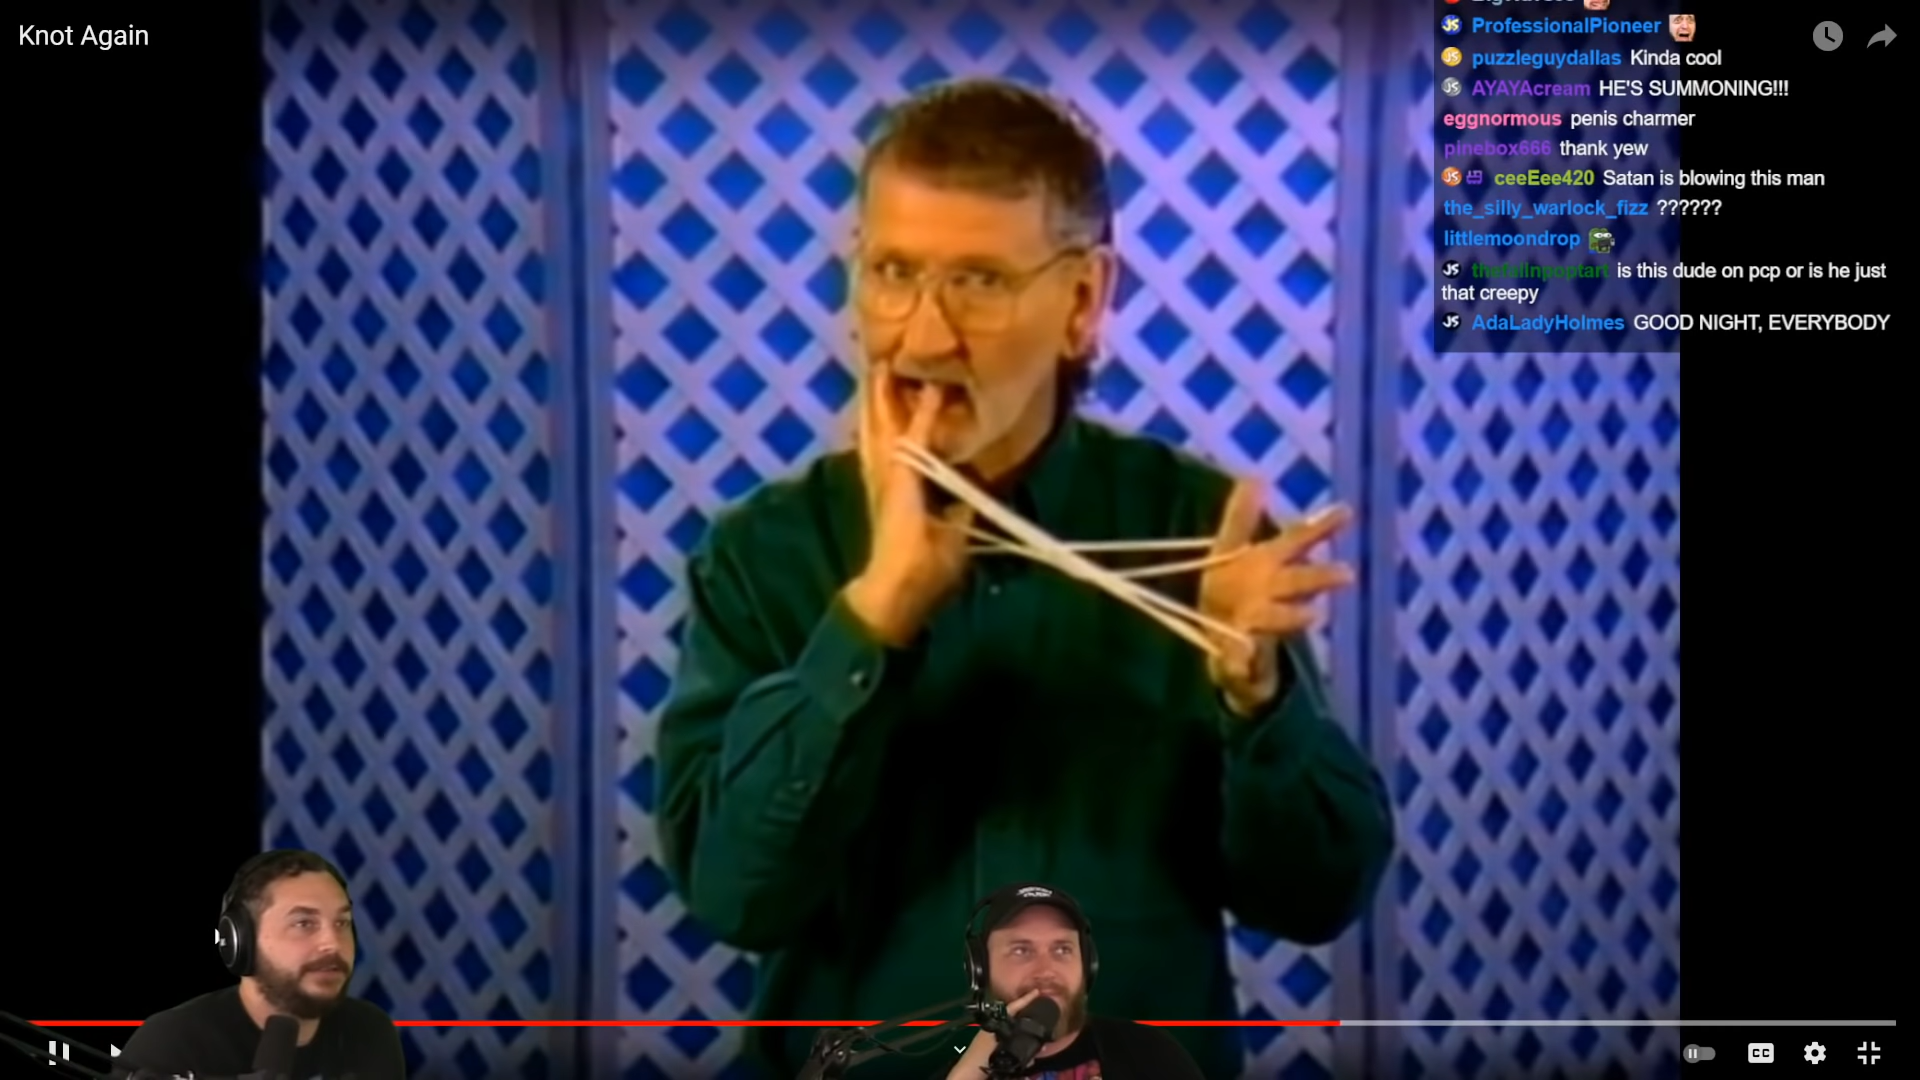 Knot Again
ProfessionalPioneer
puzzleguydallas Kinda cool
AYAYAcream HE'S SUMMONING!!!
eggnormous penis charmer
pinebox666 thank yew
ceeEee420 Satan is blowing this man
the_silly_warlock_fizz ??????
littlemoondrop
thefallnpoptart is this dude on pcp or is he just
that creepy
AdaLadyHolmes GOOD NIGHT, EVERYBODY
CC